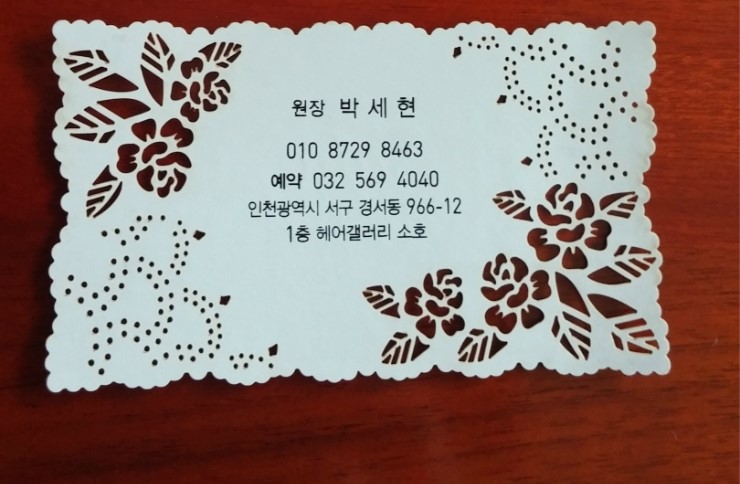 원장 박세현
010 8729 8463
예약 032 569 4040
인천광역시 서구 경서동 966-12
1층 헤어갤러리 소호